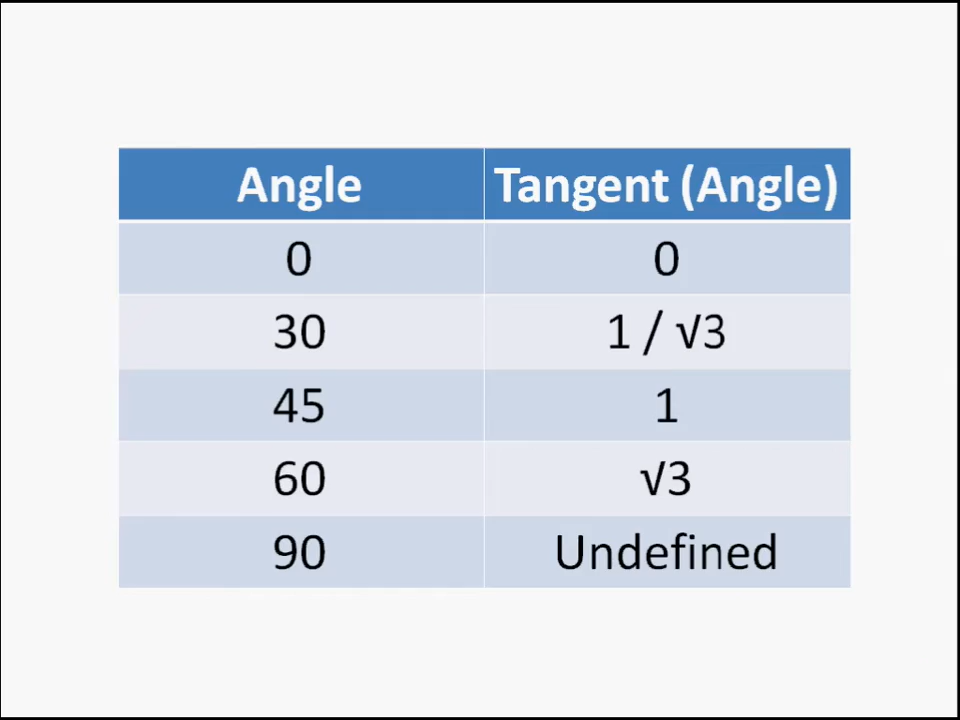 Angle Tangent (Angle)
0 0
30 1 / √3
45 1
60 √3
90 Undefined